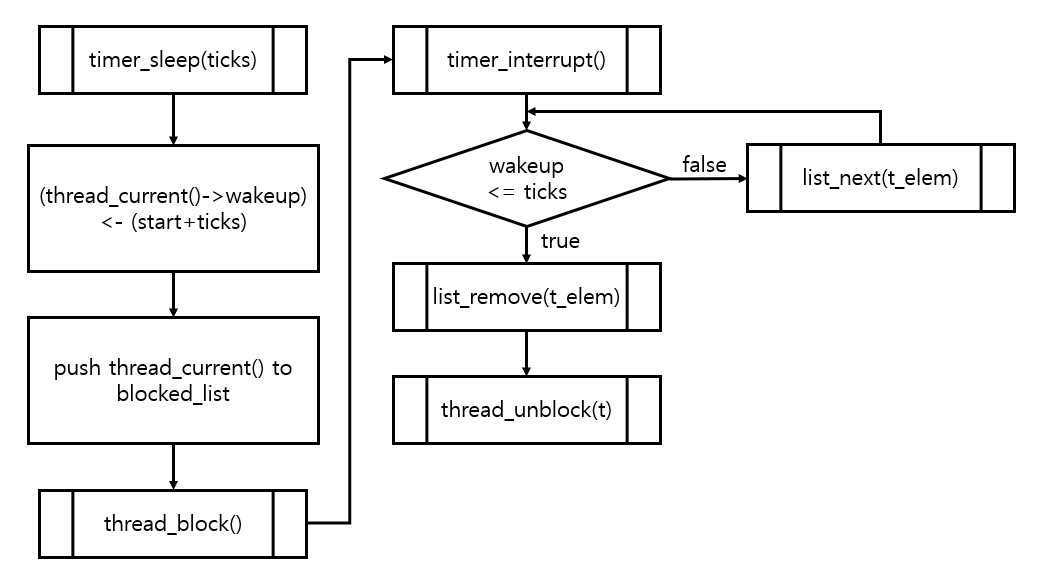 timer_sleep(ticks)
(thread_current()->wakeup)
<- (start+ticks)
push thread_current() to
blocked_list
thread_block()
timer_interrupt()
wakeup
<= ticks
false
list_next(t_elem)
true
list_remove(t_elem)
thread_unblock(t)